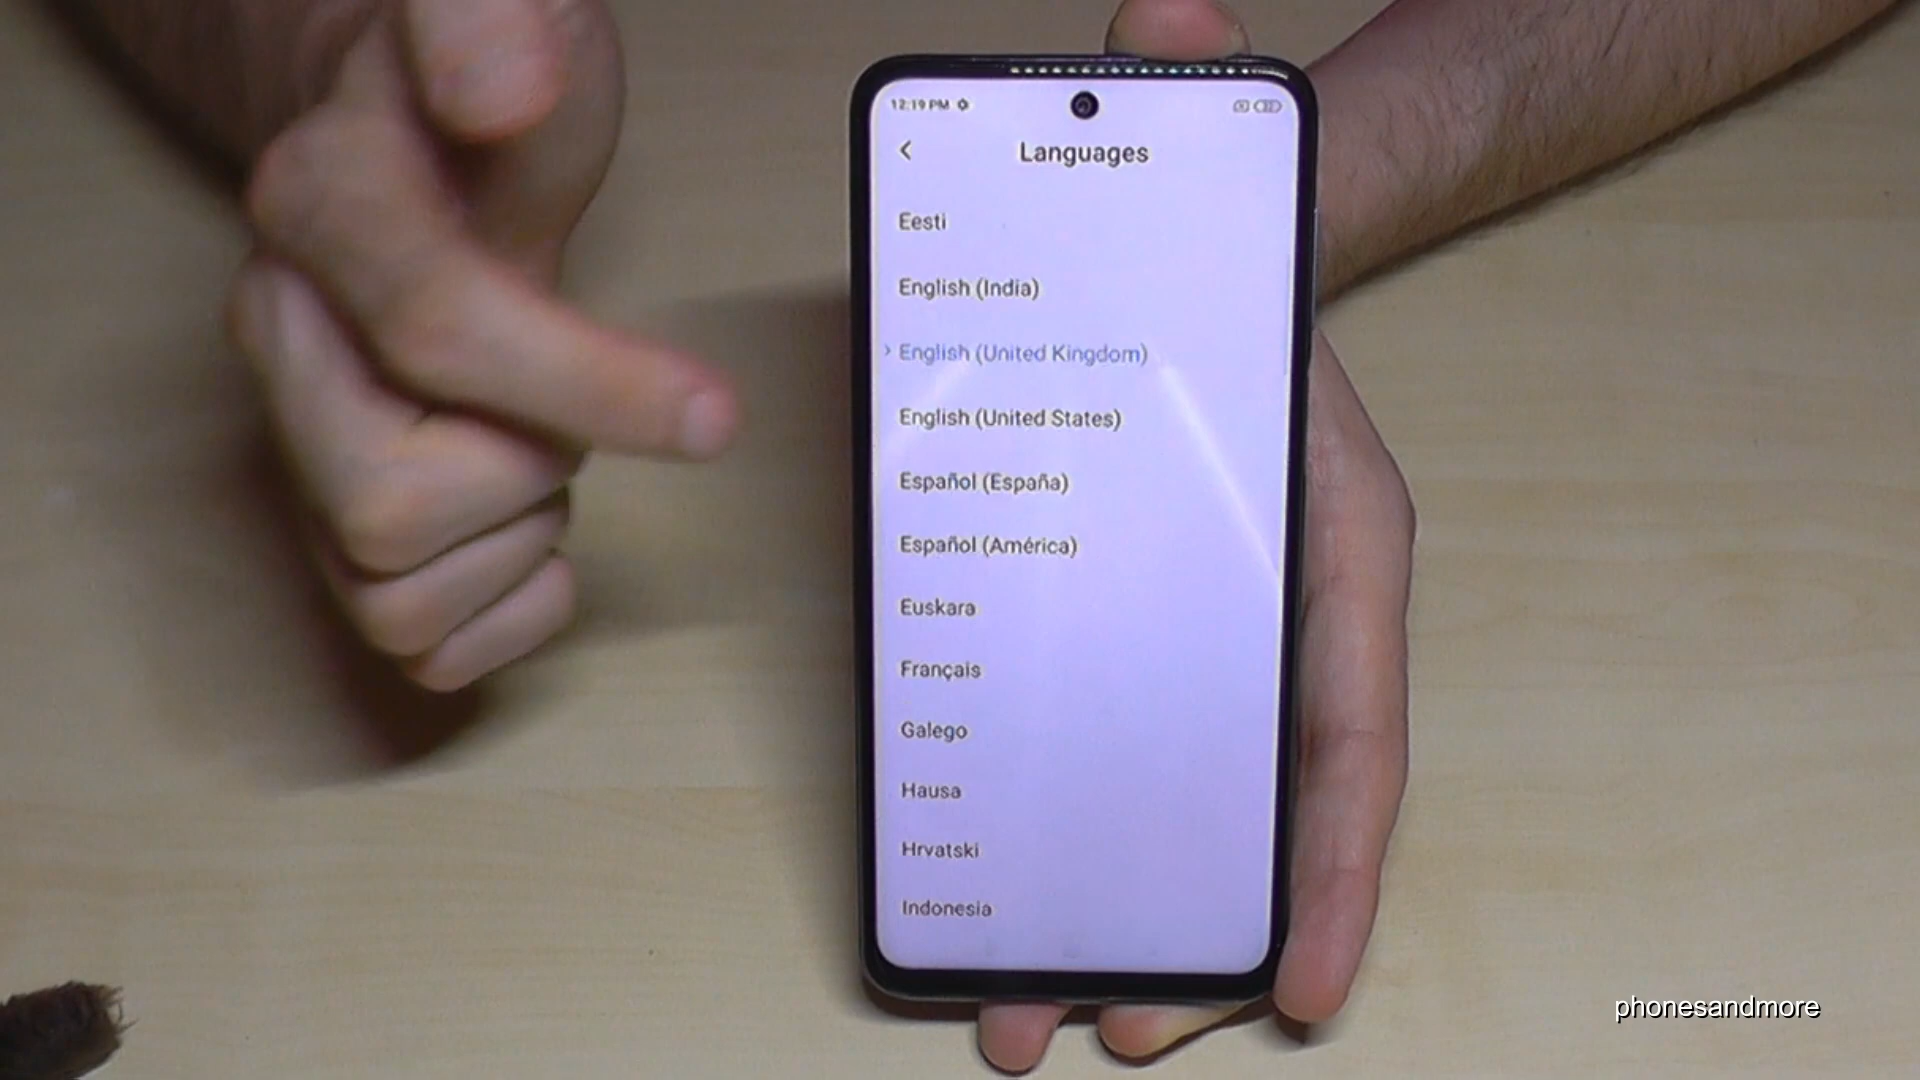 12:19 PM
Languages
Eesti
English (India)
English (United Kingdom)
English (United States)
Español (España)
Español (América)
Euskara
Français
Galego
Hausa
Hrvatski
Indonesia
phonesandmore